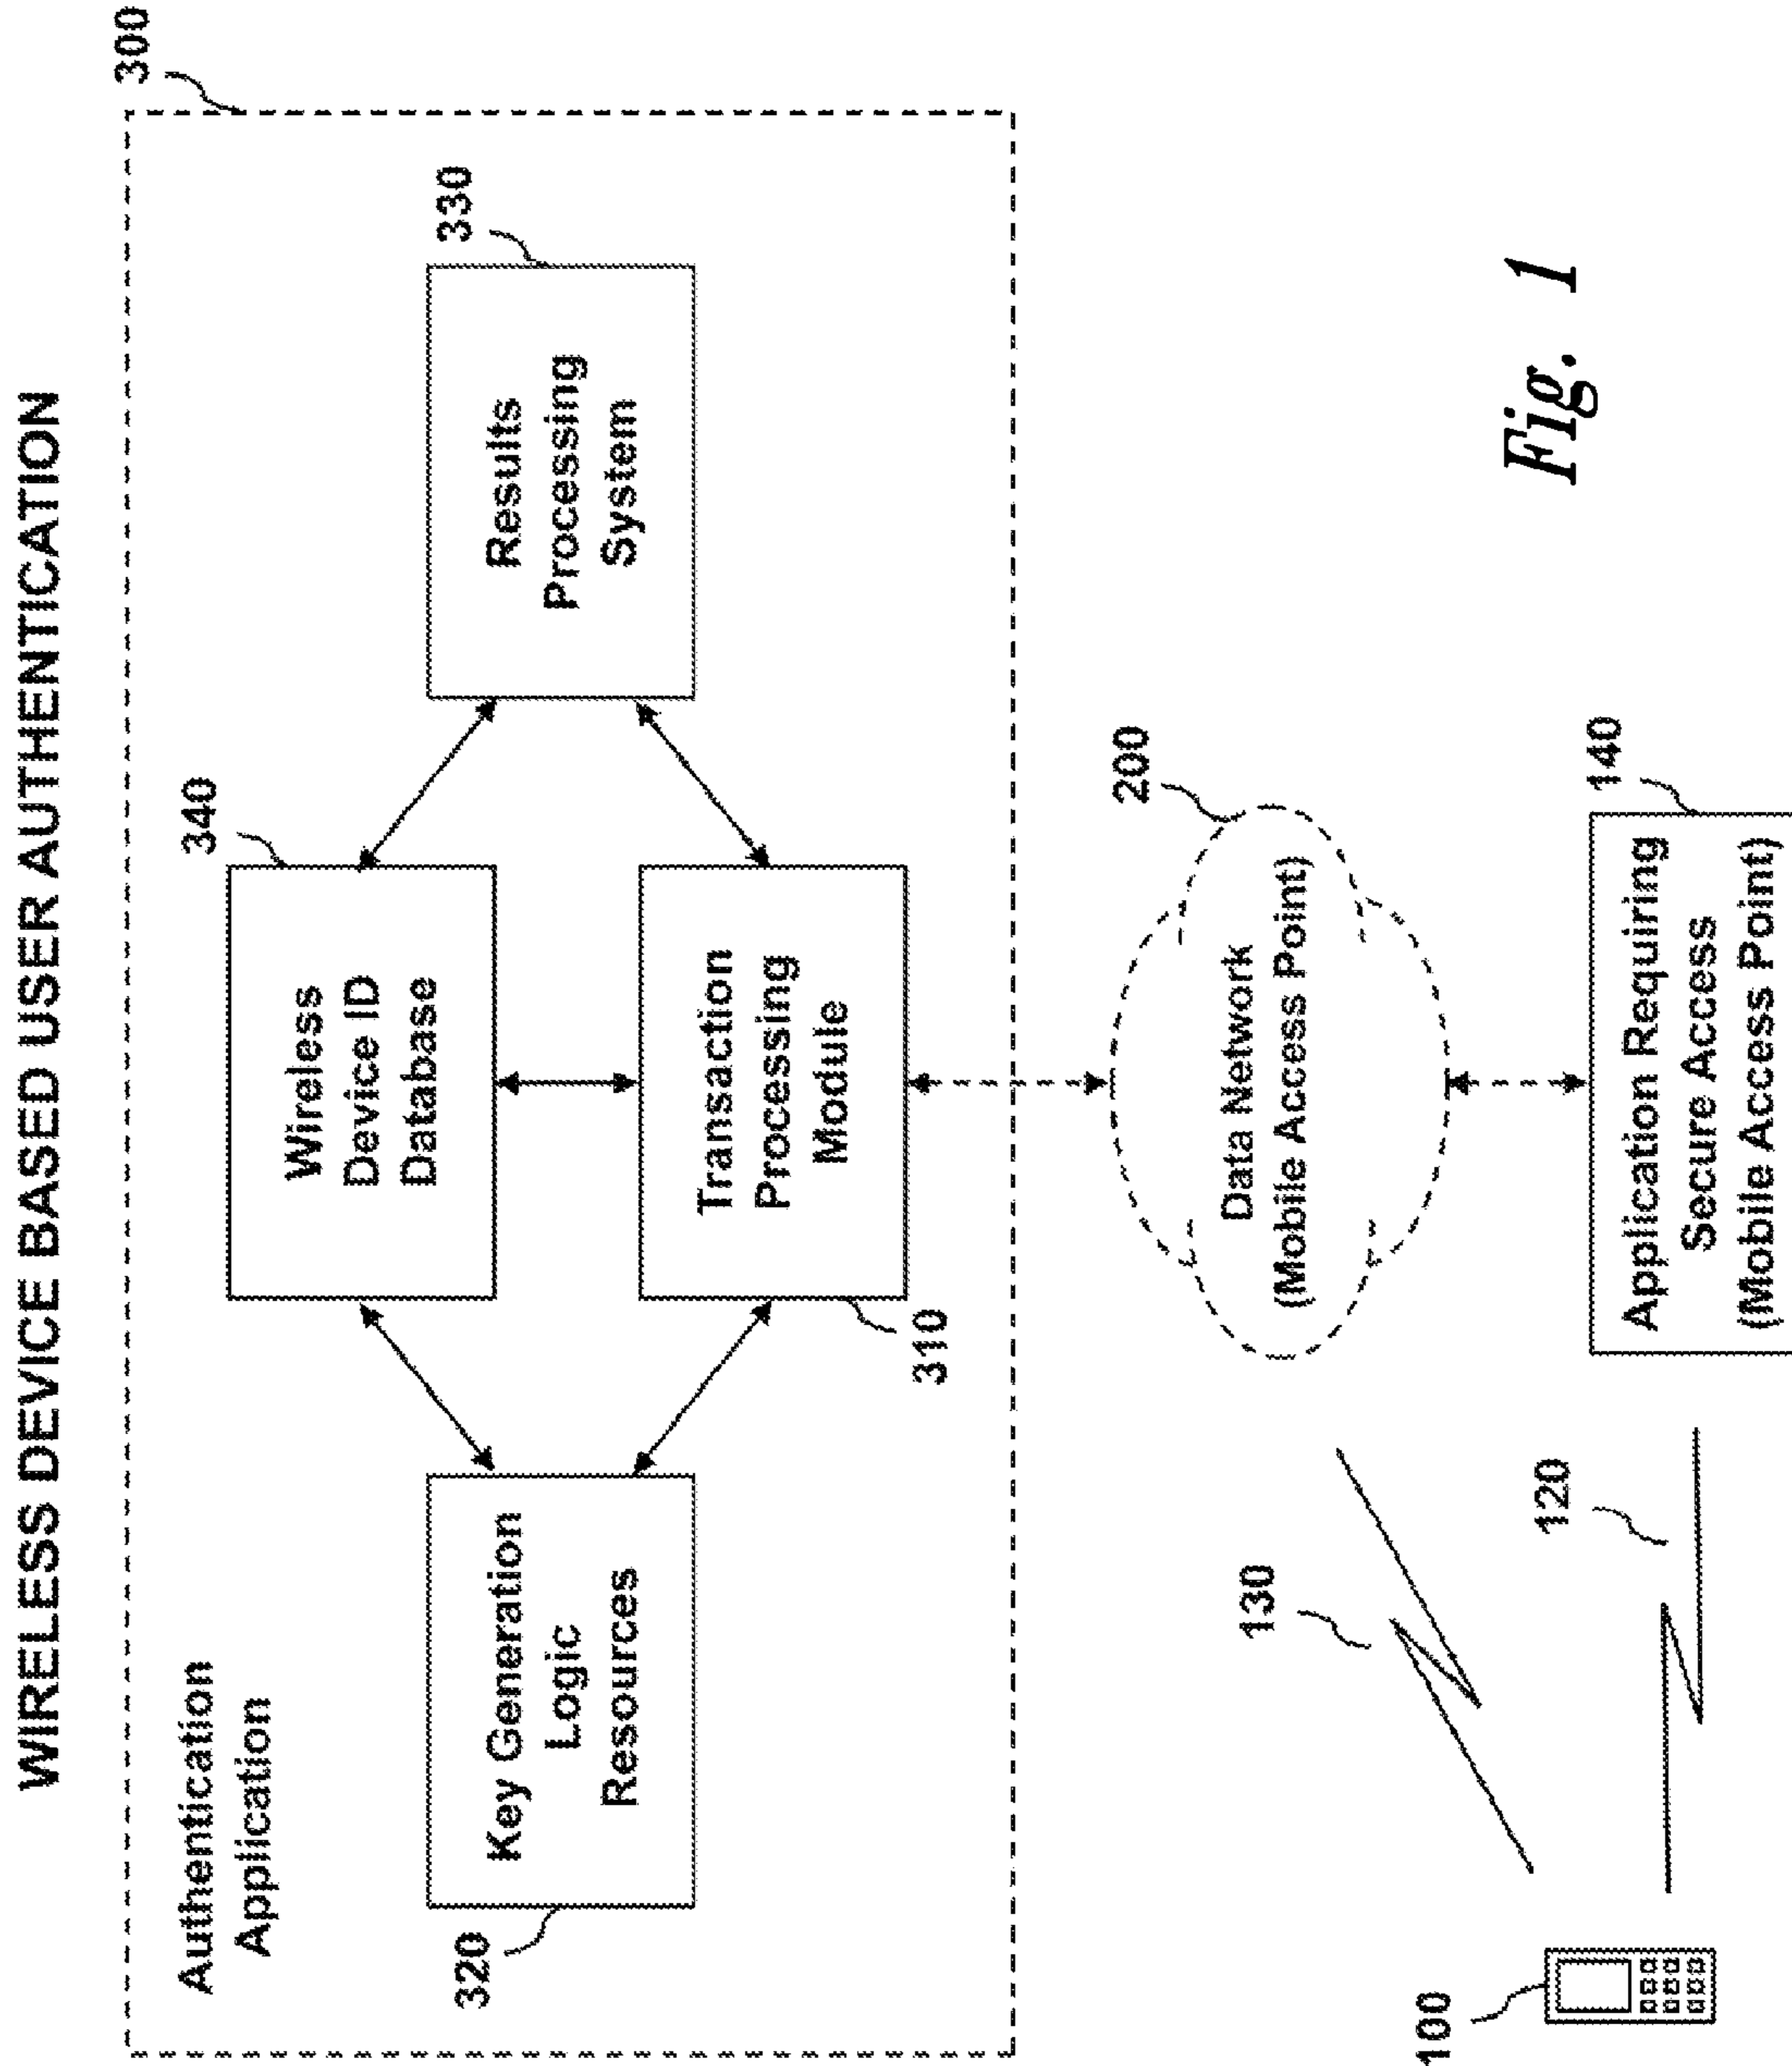 WIRELESS DEVICE BASED USER AUTHENTICATION
300
Authentication
Application
340
Wireless
Device ID
Database
320
Key Generation
Logic
Resources
330
Results
Processing
System
310
Transaction
Processing
Module
200
Data Network
(Mobile Access Point)
130
120
100
140
Application Requiring
Secure Access
(Mobile Access Point)
Fig. 1